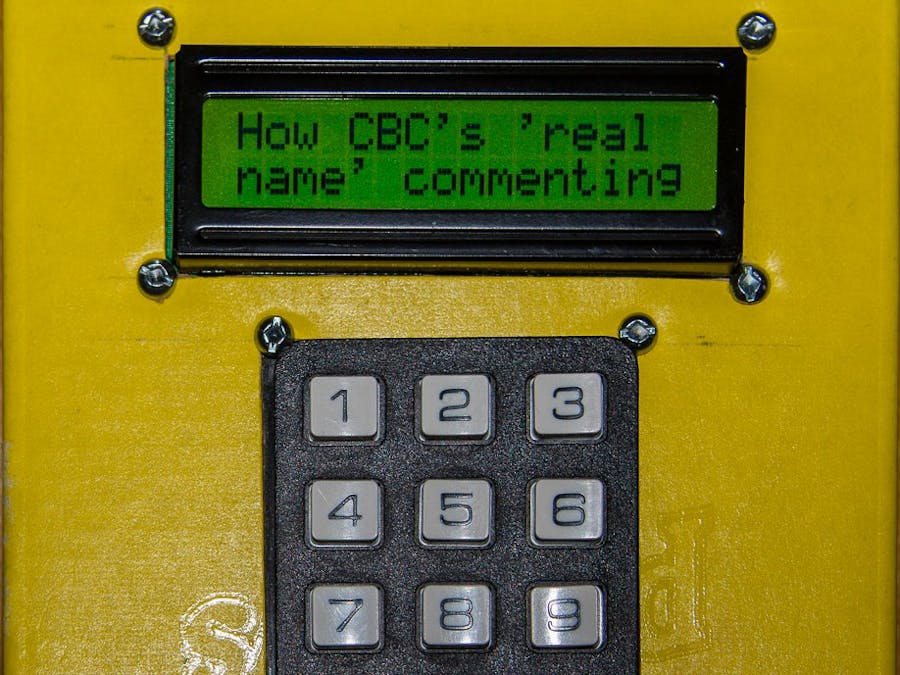 How CBC's 'real
name' commenting
1 2 3
4 5 6
7 8 9